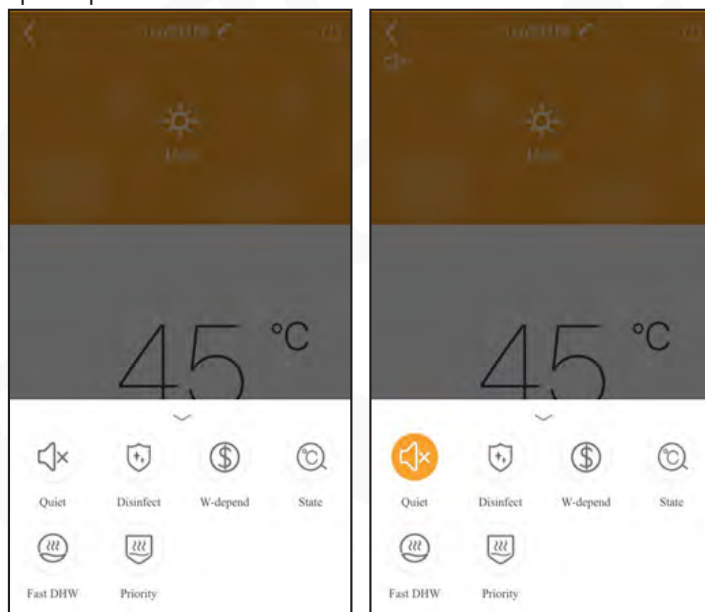 45 °C
Quiet Disinfect W-depend State
Fast DHW Priority
45 °C
Quiet Disinfect W-depend State
Fast DHW Priority